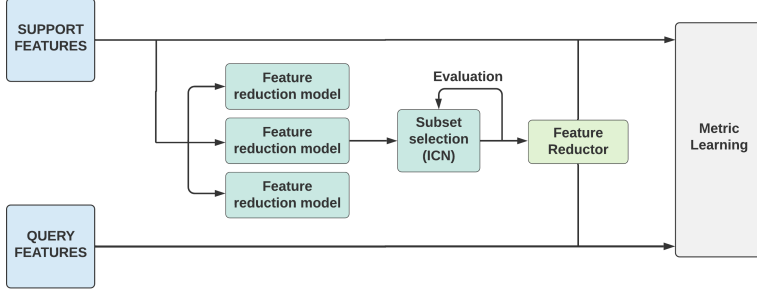 SUPPORT
FEATURES
Feature
reduction model
Feature
reduction model
Feature
reduction model
Evaluation
Subset
selection
(ICN)
Feature
Reductor
Metric
Learning
QUERY
FEATURES